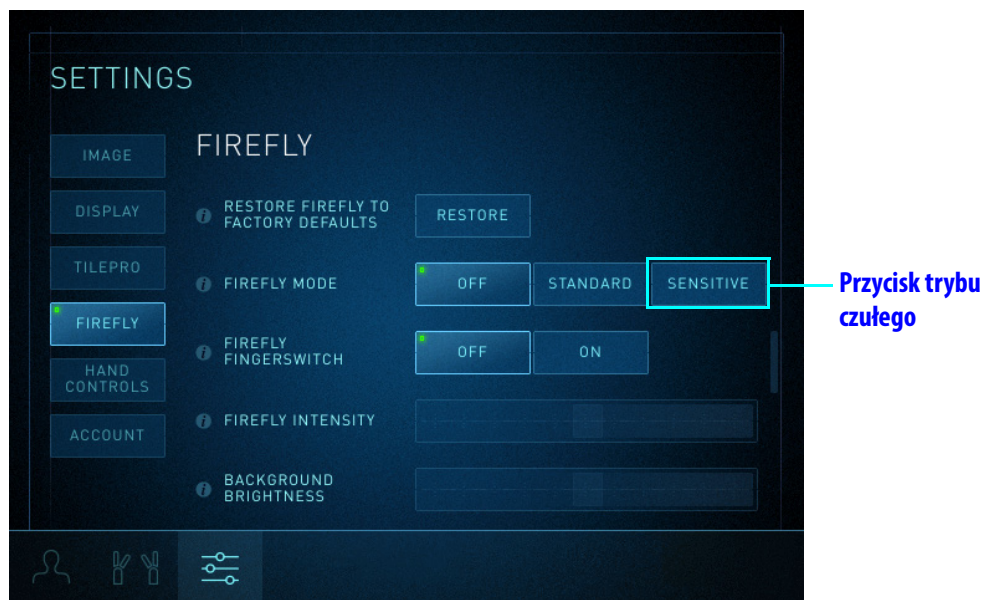 SETTINGS
IMAGE
DISPLAY
TILEPRO
FIREFLY
HAND
CONTROLS
ACCOUNT
FIREFLY
RESTORE FIREFLY TO
FACTORY DEFAULTS
RESTORE
FIREFLY MODE
OFF
STANDARD
SENSITIVE
FIREFLY
FINGERSWITCH
OFF
ON
FIREFLY INTENSITY
BACKGROUND
BRIGHTNESS
Przycisk trybu
czułego